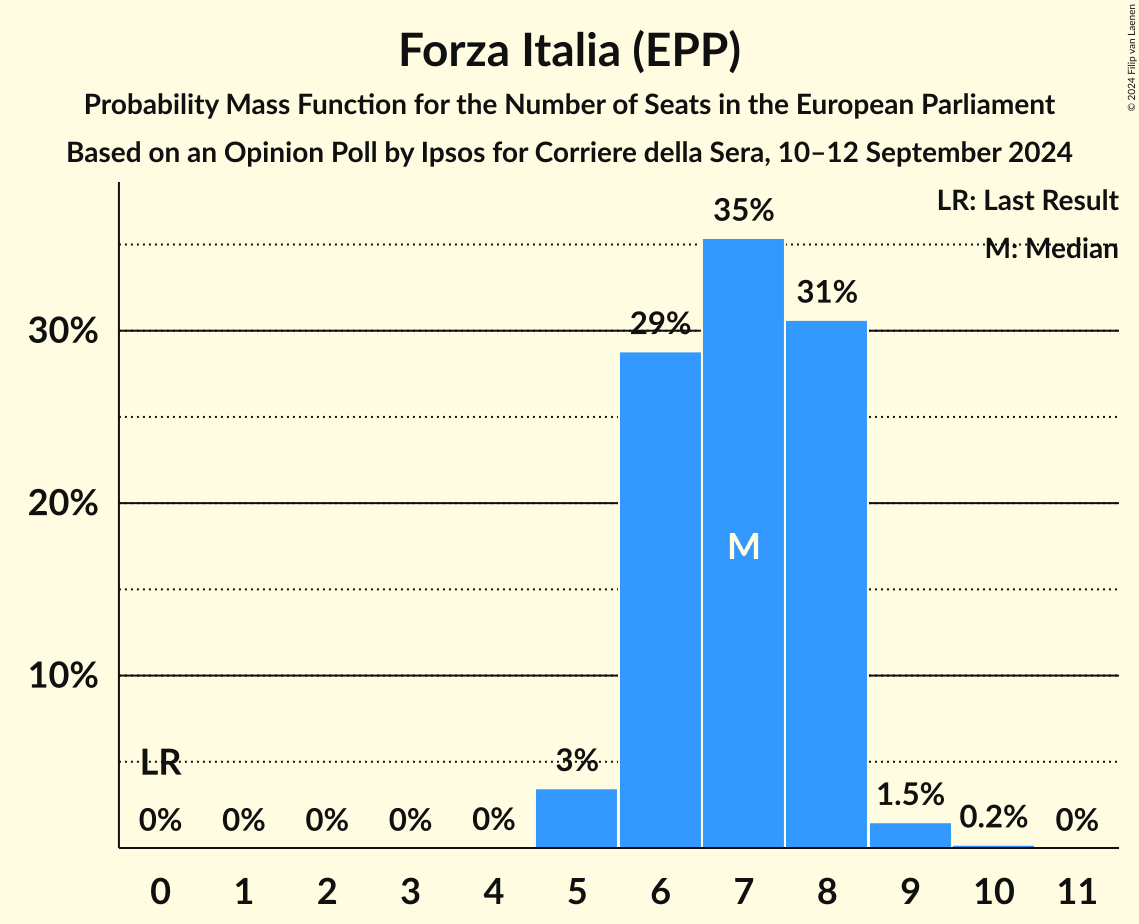 Forza Italia (EPP)
Probability Mass Function for the Number of Seats in the European Parliament
Based on an Opinion Poll by Ipsos for Corriere della Sera, 10–12 September 2024
© 2024 Filip van Laenen
LR: Last Result
M: Median
35%
31%
29%
30%
20%
M
10%
LR
3%
1.5%
0.2%
0% 0% 0% 0% 0% 0%
0 1 2 3 4 5 6 7 8 9 10 11